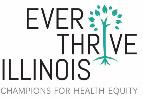 EVER
THRIVE
ILLINOIS
CHAMPIONS FOR HEALTH EQUITY